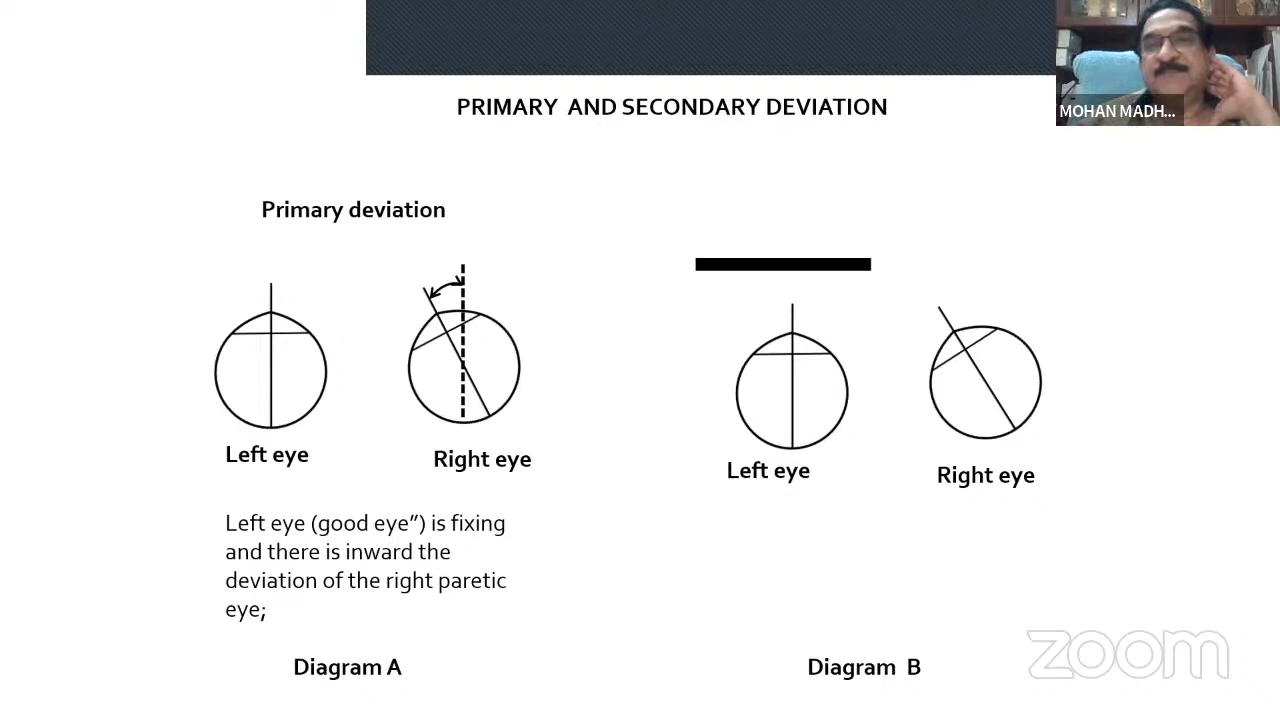 PRIMARY AND SECONDARY DEVIATION
MOHAN MADH...
Primary deviation
Left eye
Right eye
Left eye (good eye”) is fixing
and there is inward the
deviation of the right paretic
eye;
Diagram A
Left eye
Right eye
Diagram B
zoom